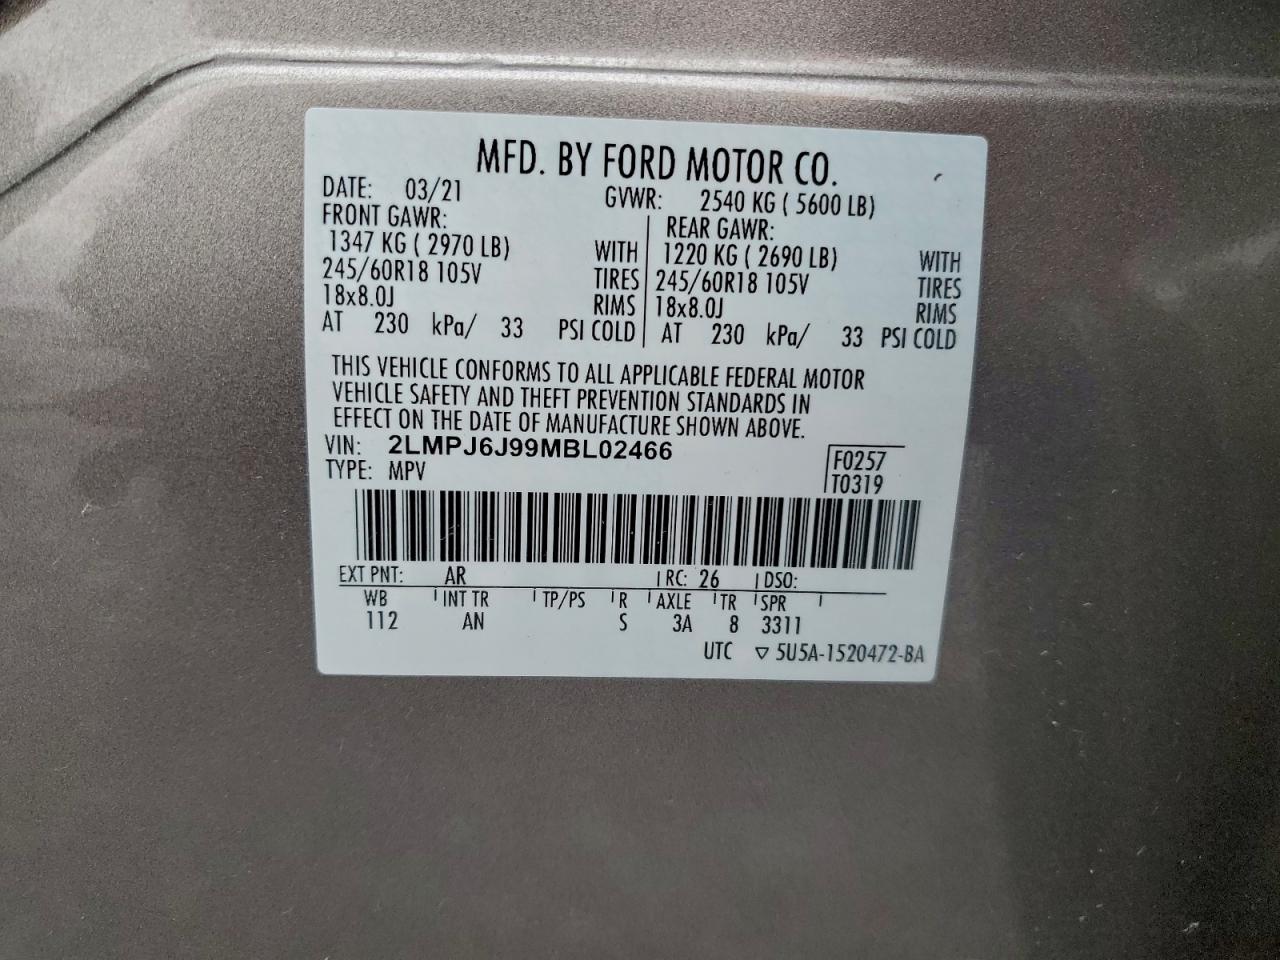 MFD. BY FORD MOTOR CO.
DATE: 03/21 GVWR: 2540 KG ( 5600 LB)
FRONT GAWR: REAR GAWR:
1347 KG ( 2970 LB) WITH 1220 KG ( 2690 LB) WITH
245/60R18 105V TIRES 245/60R18 105V TIRES
18x8.0J RIMS 18x8.0J RIMS
AT 230 kPa/ 33 PSI COLD AT 230 kPa/ 33 PSI COLD
THIS VEHICLE CONFORMS TO ALL APPLICABLE FEDERAL MOTOR
VEHICLE SAFETY AND THEFT PREVENTION STANDARDS IN
EFFECT ON THE DATE OF MANUFACTURE SHOWN ABOVE.
VIN: 2LMPJ6J99MBL02466 F0257
TYPE: MPV T0319
EXT PNT: AR RC: 26 DSO:
WB INT TR TP/PS R AXLE TR SPR
112 AN S 3A 8 3311
UTC ▽ 5U5A-1520472-BA